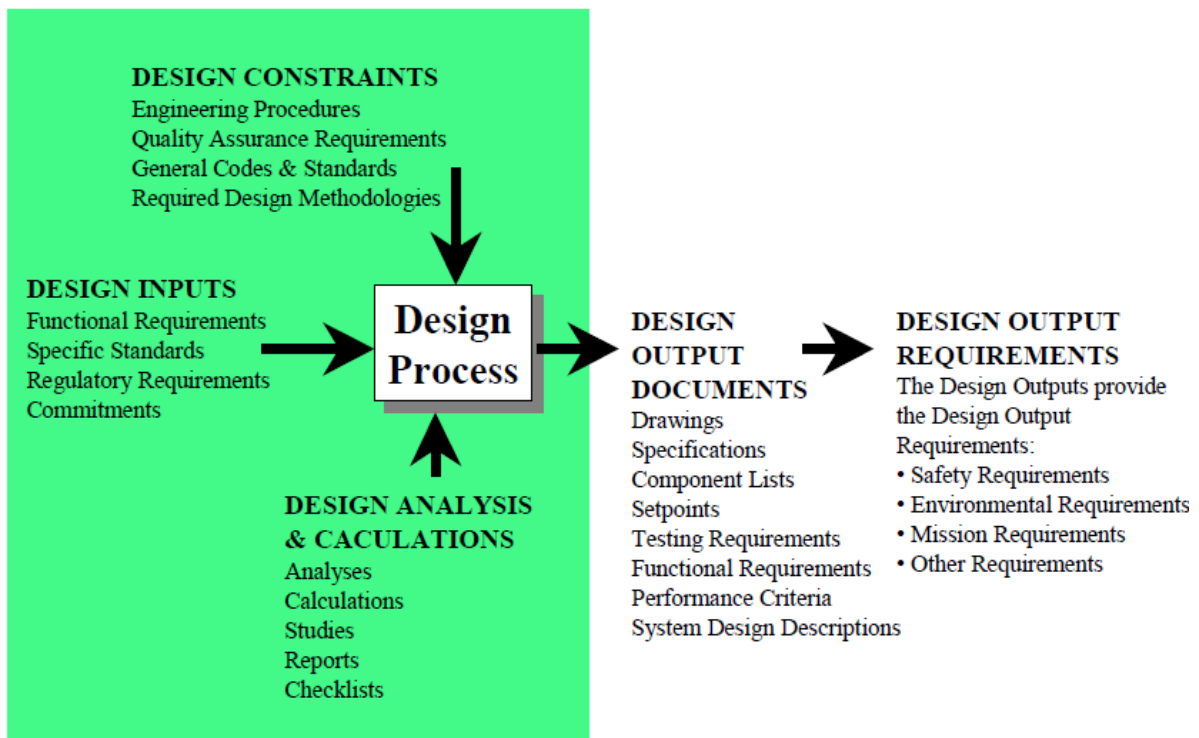 DESIGN CONSTRAINTS
Engineering Procedures
Quality Assurance Requirements
General Codes & Standards
Required Design Methodologies
DESIGN INPUTS
Functional Requirements
Specific Standards
Regulatory Requirements
Commitments
Design
Process
DESIGN ANALYSIS
& CACULATIONS
Analyses
Calculations
Studies
Reports
Checklists
DESIGN
OUTPUT
DOCUMENTS
Drawings
Specifications
Component Lists
Setpoints
Testing Requirements
Functional Requirements
Performance Criteria
System Design Descriptions
DESIGN OUTPUT
REQUIREMENTS
The Design Outputs provide
the Design Output
Requirements:
• Safety Requirements
• Environmental Requirements
• Mission Requirements
• Other Requirements